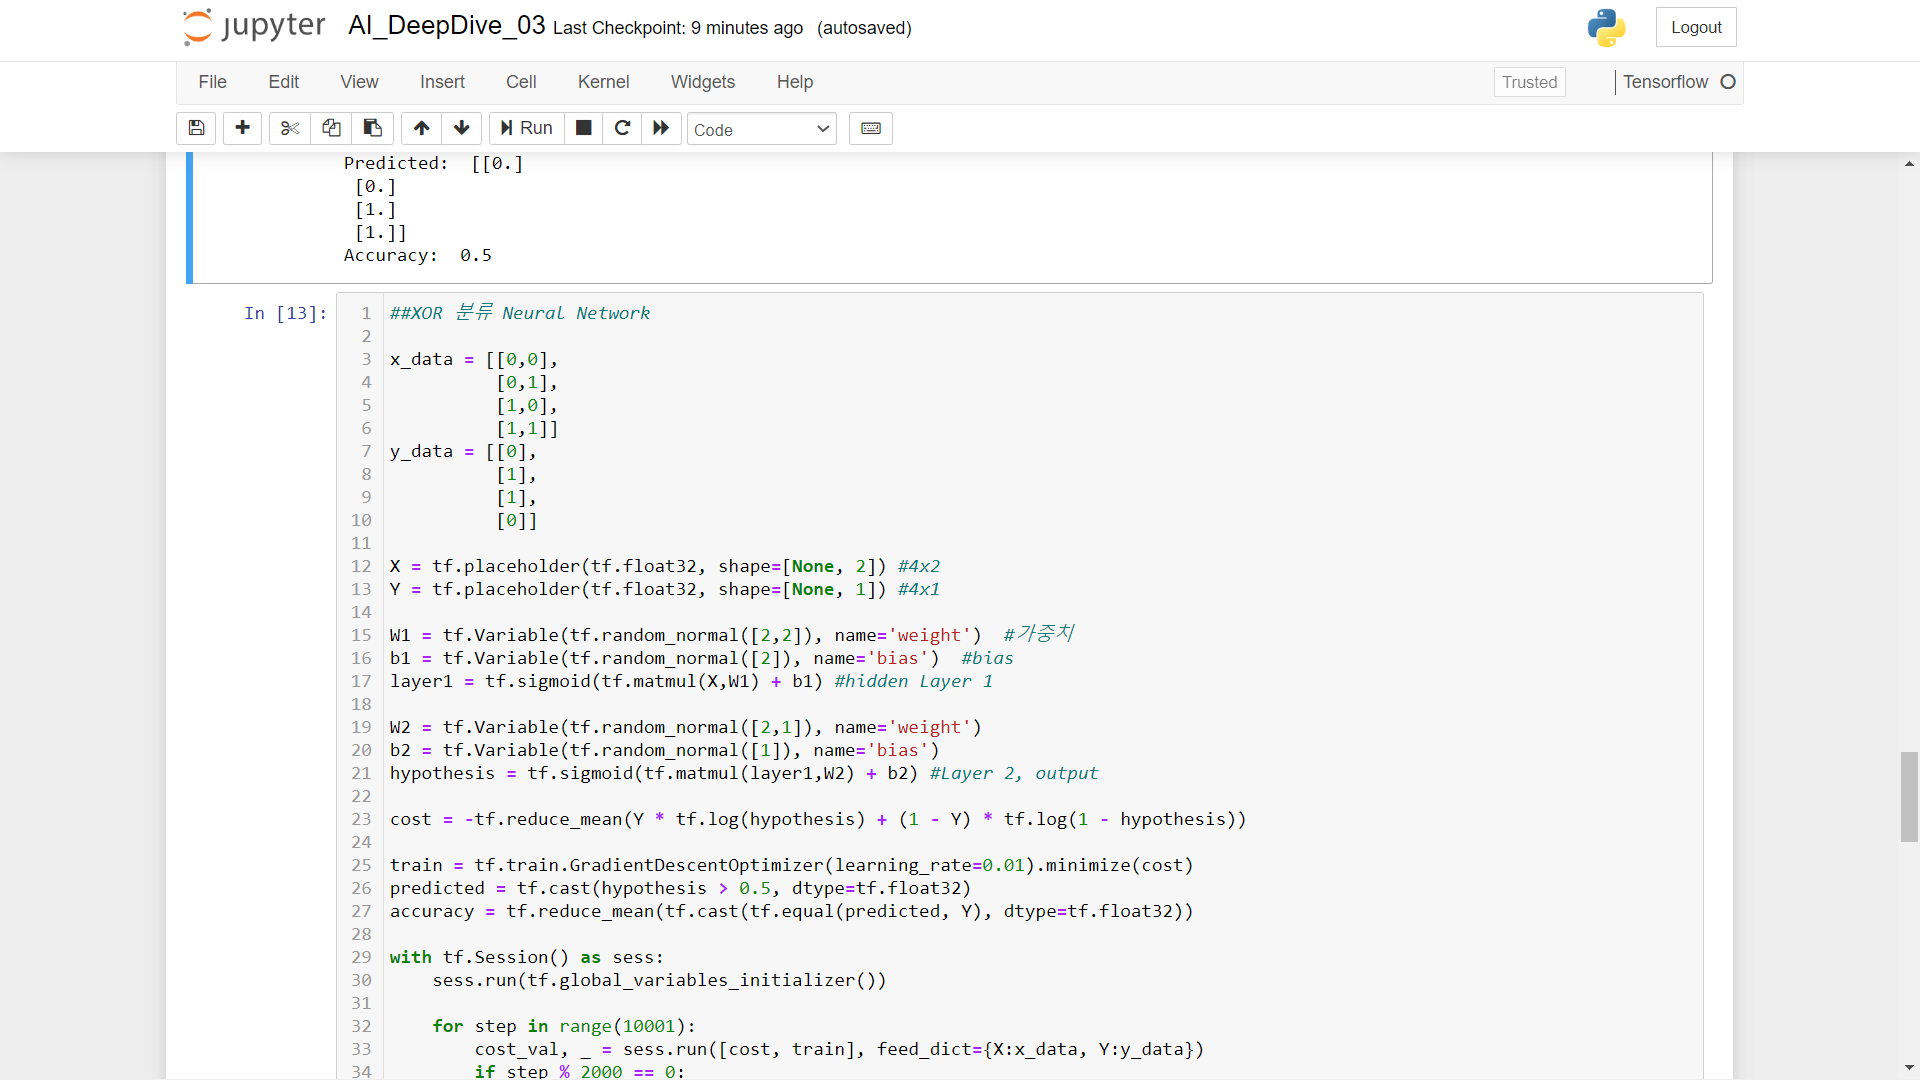 jupyter AI_DeepDive_03 Last Checkpoint: 9 minutes ago (autosaved) Logout
File Edit View Insert Cell Kernel Widgets Help Trusted Tensorflow
Run Code
Predicted:  [[0.]
 [0.]
 [1.]
 [1.]]
Accuracy:  0.5
In [13]:
1 ##XOR 분류 Neural Network
2
3 x_data = [[0,0],
4           [0,1],
5           [1,0],
6           [1,1]]
7 y_data = [[0],
8           [1],
9           [1],
10           [0]]
11
12 X = tf.placeholder(tf.float32, shape=[None, 2]) #4x2
13 Y = tf.placeholder(tf.float32, shape=[None, 1]) #4x1
14
15 W1 = tf.Variable(tf.random_normal([2,2]), name='weight')  #가중치
16 b1 = tf.Variable(tf.random_normal([2]), name='bias')  #bias
17 layer1 = tf.sigmoid(tf.matmul(X,W1) + b1) #hidden Layer 1
18
19 W2 = tf.Variable(tf.random_normal([2,1]), name='weight')
20 b2 = tf.Variable(tf.random_normal([1]), name='bias')
21 hypothesis = tf.sigmoid(tf.matmul(layer1,W2) + b2) #Layer 2, output
22
23 cost = -tf.reduce_mean(Y * tf.log(hypothesis) + (1 - Y) * tf.log(1 - hypothesis))
24
25 train = tf.train.GradientDescentOptimizer(learning_rate=0.01).minimize(cost)
26 predicted = tf.cast(hypothesis > 0.5, dtype=tf.float32)
27 accuracy = tf.reduce_mean(tf.cast(tf.equal(predicted, Y), dtype=tf.float32))
28
29 with tf.Session() as sess:
30     sess.run(tf.global_variables_initializer())
31
32     for step in range(10001):
33         cost_val, _ = sess.run([cost, train], feed_dict={X:x_data, Y:y_data})
34         if step % 2000 == 0: